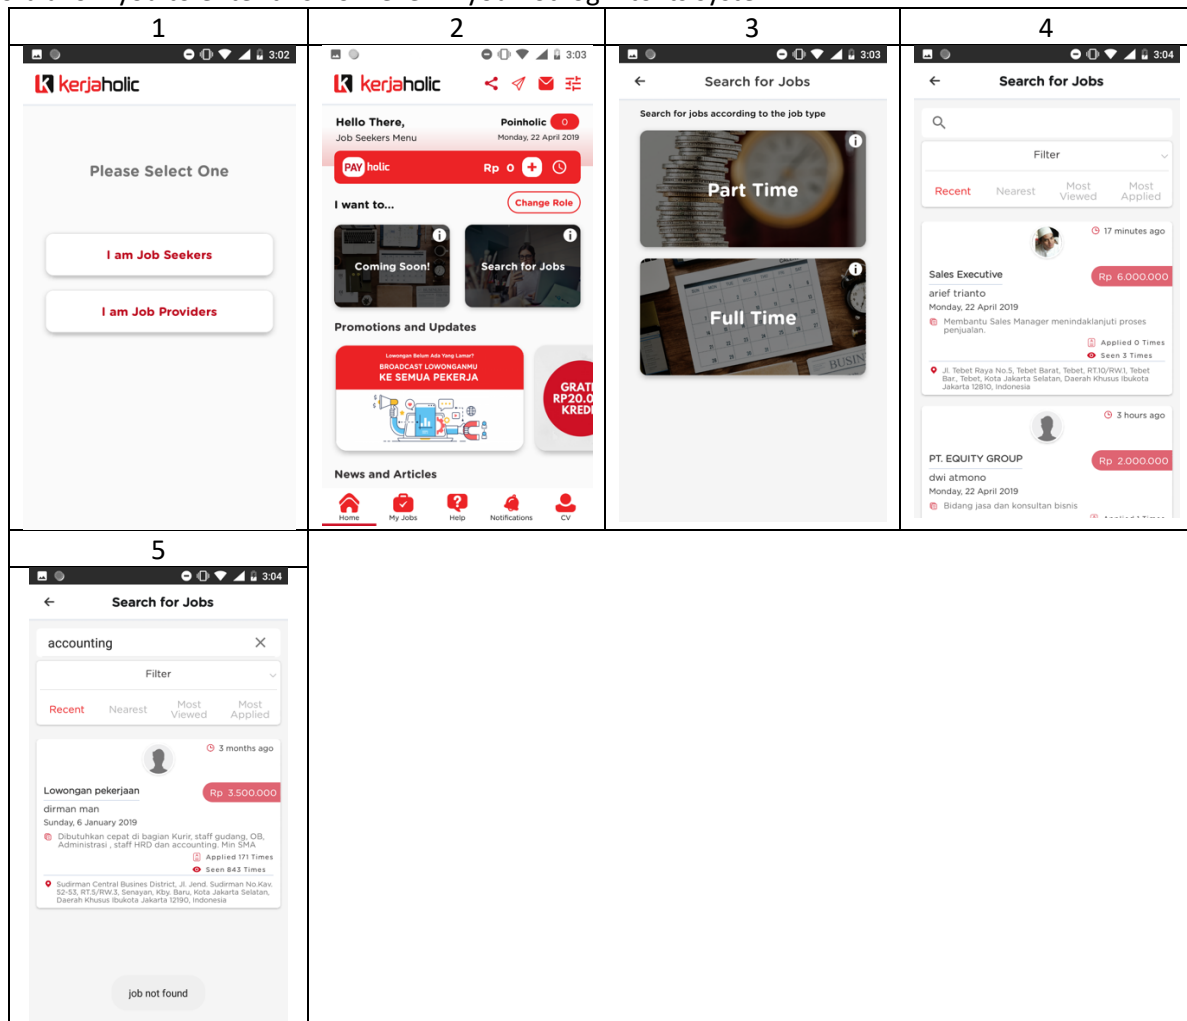 1
2
3
4
3:02
kerjaholic
Please Select One
I am Job Seekers
I am Job Providers
3:03
kerjaholic
Hello There,
Poinholic 0
Job Seekers Menu
Monday, 22 April 2019
PAY holic
Rp 0
I want to...
Change Role
Coming Soon!
Search for Jobs
Promotions and Updates
Lowongan Belum Ada Yang Lamar?
BROADCAST LOWONGANMU
KE SEMUA PEKERJA
GRATI
RP20.0
KREDI
News and Articles
Home
My Jobs
Help
Notifications
CV
3:03
Search for Jobs
Search for jobs according to the job type
Part Time
Full Time
BUSIN
3:04
Search for Jobs
Filter
Recent
Nearest
Most Viewed
Most Applied
17 minutes ago
Sales Executive
Rp 6.000.000
arief trianto
Monday, 22 April 2019
Membantu Sales Manager menindaklanjuti proses
penjualan.
Applied 0 Times
Seen 3 Times
Jl. Tebet Raya No.5, Tebet Barat, Tebet, RT.10/RW.1, Tebet
Bar., Tebet, Kota Jakarta Selatan, Daerah Khusus Ibukota
Jakarta 12810, Indonesia
3 hours ago
PT. EQUITY GROUP
Rp 2.000.000
dwi atmono
Monday, 22 April 2019
Bidang jasa dan konsultan bisnis
5
3:04
Search for Jobs
accounting
Filter
Recent
Nearest
Most Viewed
Most Applied
3 months ago
Lowongan pekerjaan
Rp 3.500.000
dirman man
Sunday, 6 January 2019
Dibutuhkan cepat di bagian Kurir, staff gudang, OB,
Administrasi , staff HRD dan accounting. Min SMA
Applied 171 Times
Seen 843 Times
Sudirman Central Busines District, Jl. Jend. Sudirman No.Kav.
52-53, RT.5/RW.3, Senayan, Kby. Baru, Kota Jakarta Selatan,
Daerah Khusus Ibukota Jakarta 12190, Indonesia
job not found